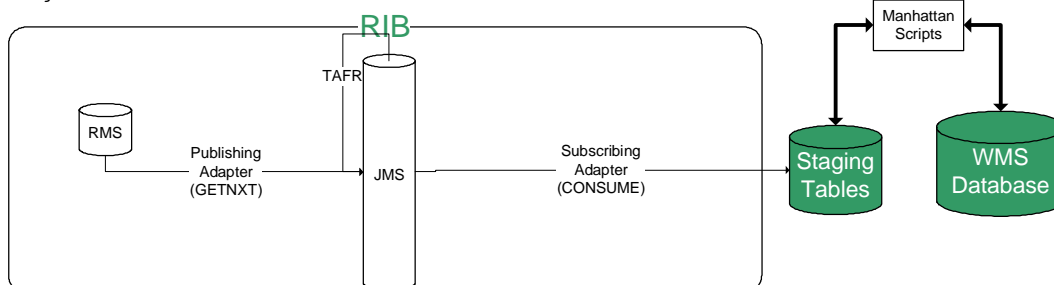 RIB
Manhattan
Scripts
TAFR
RMS
Publishing
Adapter
(GETNXT)
JMS
Subscribing
Adapter
(CONSUME)
Staging
Tables
WMS
Database